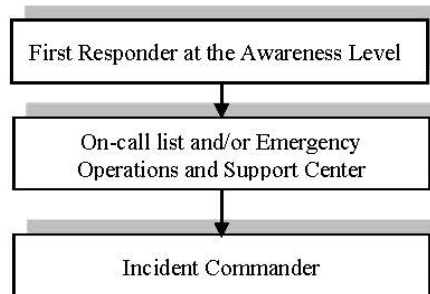 First Responder at the Awareness Level
On-call list and/or Emergency
Operations and Support Center
Incident Commander